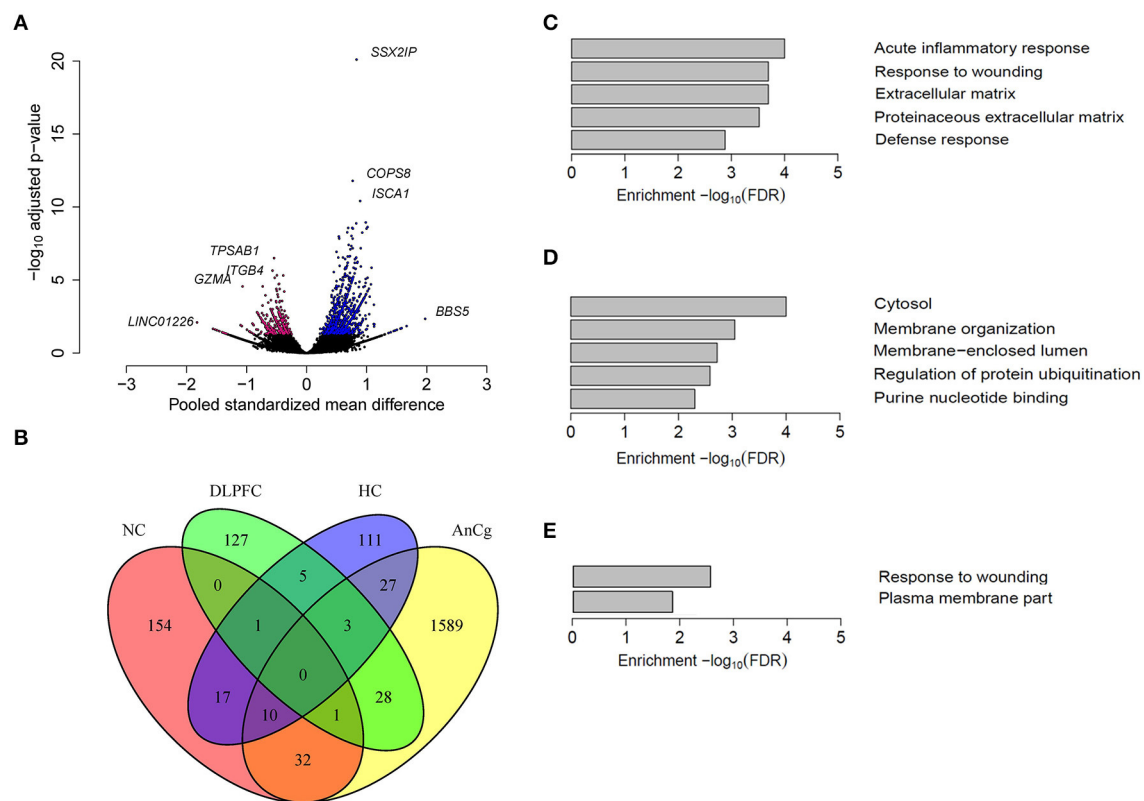 A
−log10 adjusted p-value
20
15
10
5
0
SSX2IP
COPS8
ISCA1
TPSAB1
ITGB4
GZMA
LINC01226
BBS5
−3 −2 −1 0 1 2 3
Pooled standardized mean difference
B
DLPFC HC
NC AnCg
127 111
0 5 27
154 1 3 1589
0
17 10 1 28
32
C
Acute inflammatory response
Response to wounding
Extracellular matrix
Proteinaceous extracellular matrix
Defense response
0 1 2 3 4 5
Enrichment −log10(FDR)
D
Cytosol
Membrane organization
Membrane−enclosed lumen
Regulation of protein ubiquitination
Purine nucleotide binding
0 1 2 3 4 5
Enrichment −log10(FDR)
E
Response to wounding
Plasma membrane part
0 1 2 3 4 5
Enrichment −log10(FDR)